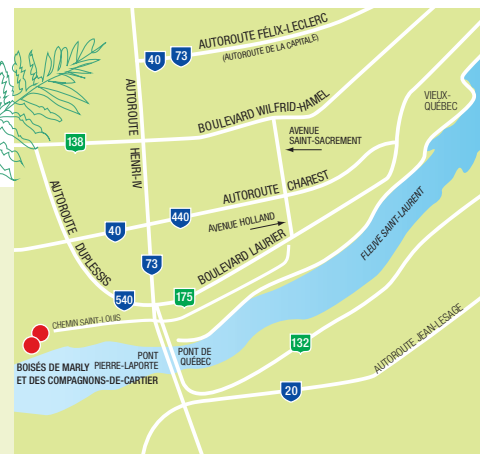 AUTOROUTE FÉLIX-LECLERC
(AUTOROUTE DE LA CAPITALE)
40
73
AUTOROUTE HENRI-IV
BOULEVARD WILFRID-HAMEL
VIEUX-
QUÉBEC
138
AVENUE
SAINT-SACREMENT
AUTOROUTE DUPLESSIS
AUTOROUTE CHAREST
440
40
AVENUE HOLLAND
FLEUVE SAINT-LAURENT
73
BOULEVARD LAURIER
540
175
CHEMIN SAINT-LOUIS
132
AUTOROUTE JEAN-LESAGE
PONT
PIERRE-LAPORTE
PONT DE
QUÉBEC
BOISÉS DE MARLY
ET DES COMPAGNONS-DE-CARTIER
20